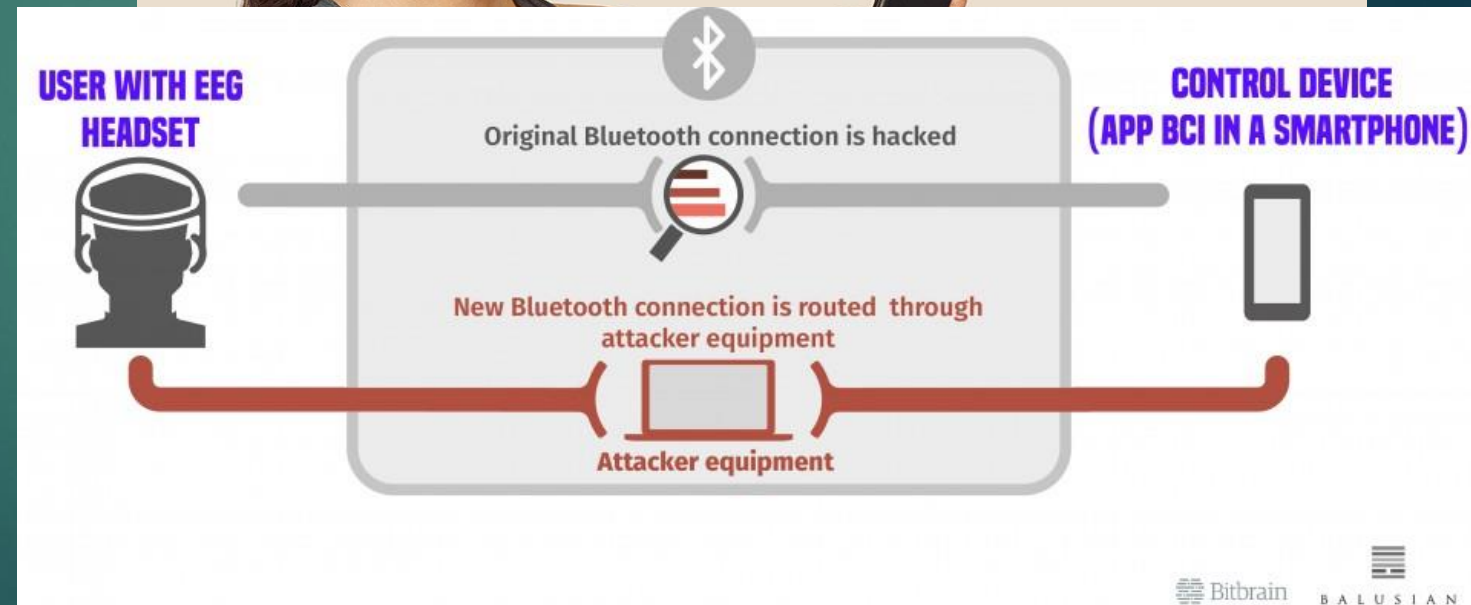 USER WITH EEG
HEADSET
Original Bluetooth connection is hacked
CONTROL DEVICE
(APP BCI IN A SMARTPHONE)
New Bluetooth connection is routed through
attacker equipment
Attacker equipment
Bitbrain
BALUSIAN